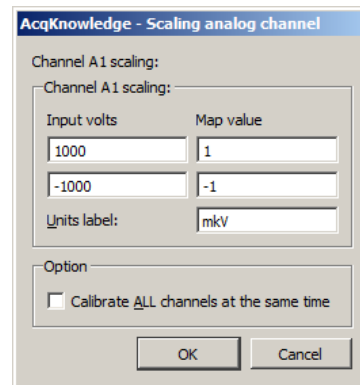 AcqKnowledge - Scaling analog channel
Channel A1 scaling:
Channel A1 scaling:
Input volts Map value
1000 1
-1000 -1
Units label: mkV
Option
Calibrate ALL channels at the same time
OK Cancel